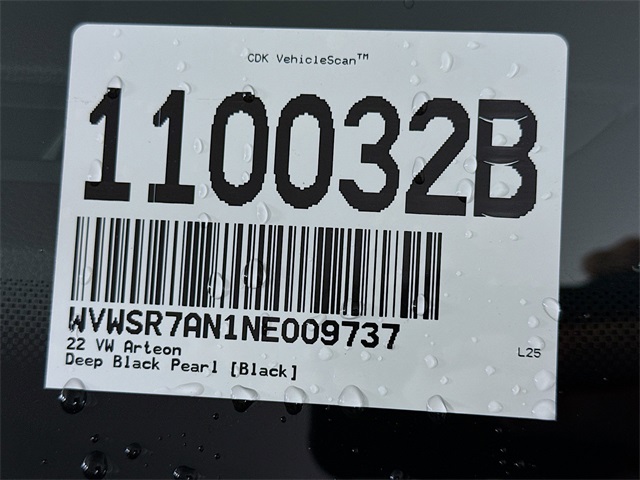 CDK VehicleScan™
110032B
WVWSR7AN1NE009737
22 VW Arteon
Deep Black Pearl [Black]
L25